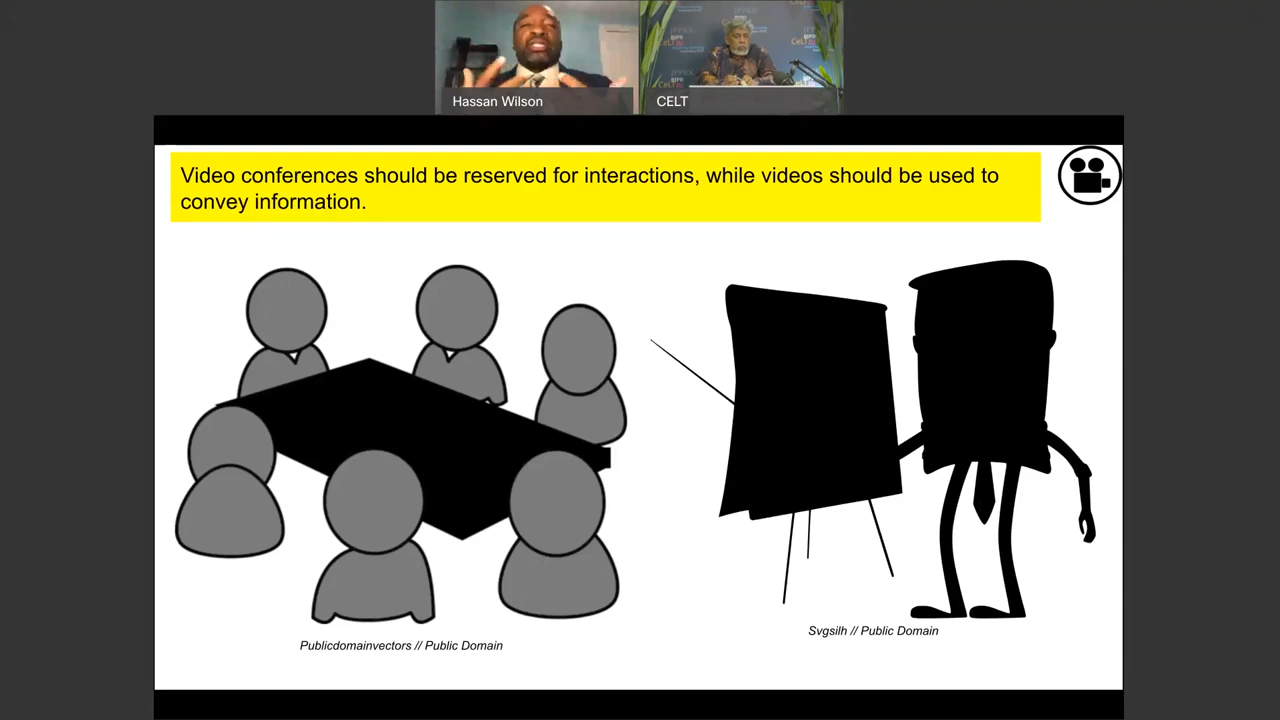 Hassan Wilson
CELT
Video conferences should be reserved for interactions, while videos should be used to
convey information.
Publicdomainvectors // Public Domain
Svgsilh // Public Domain